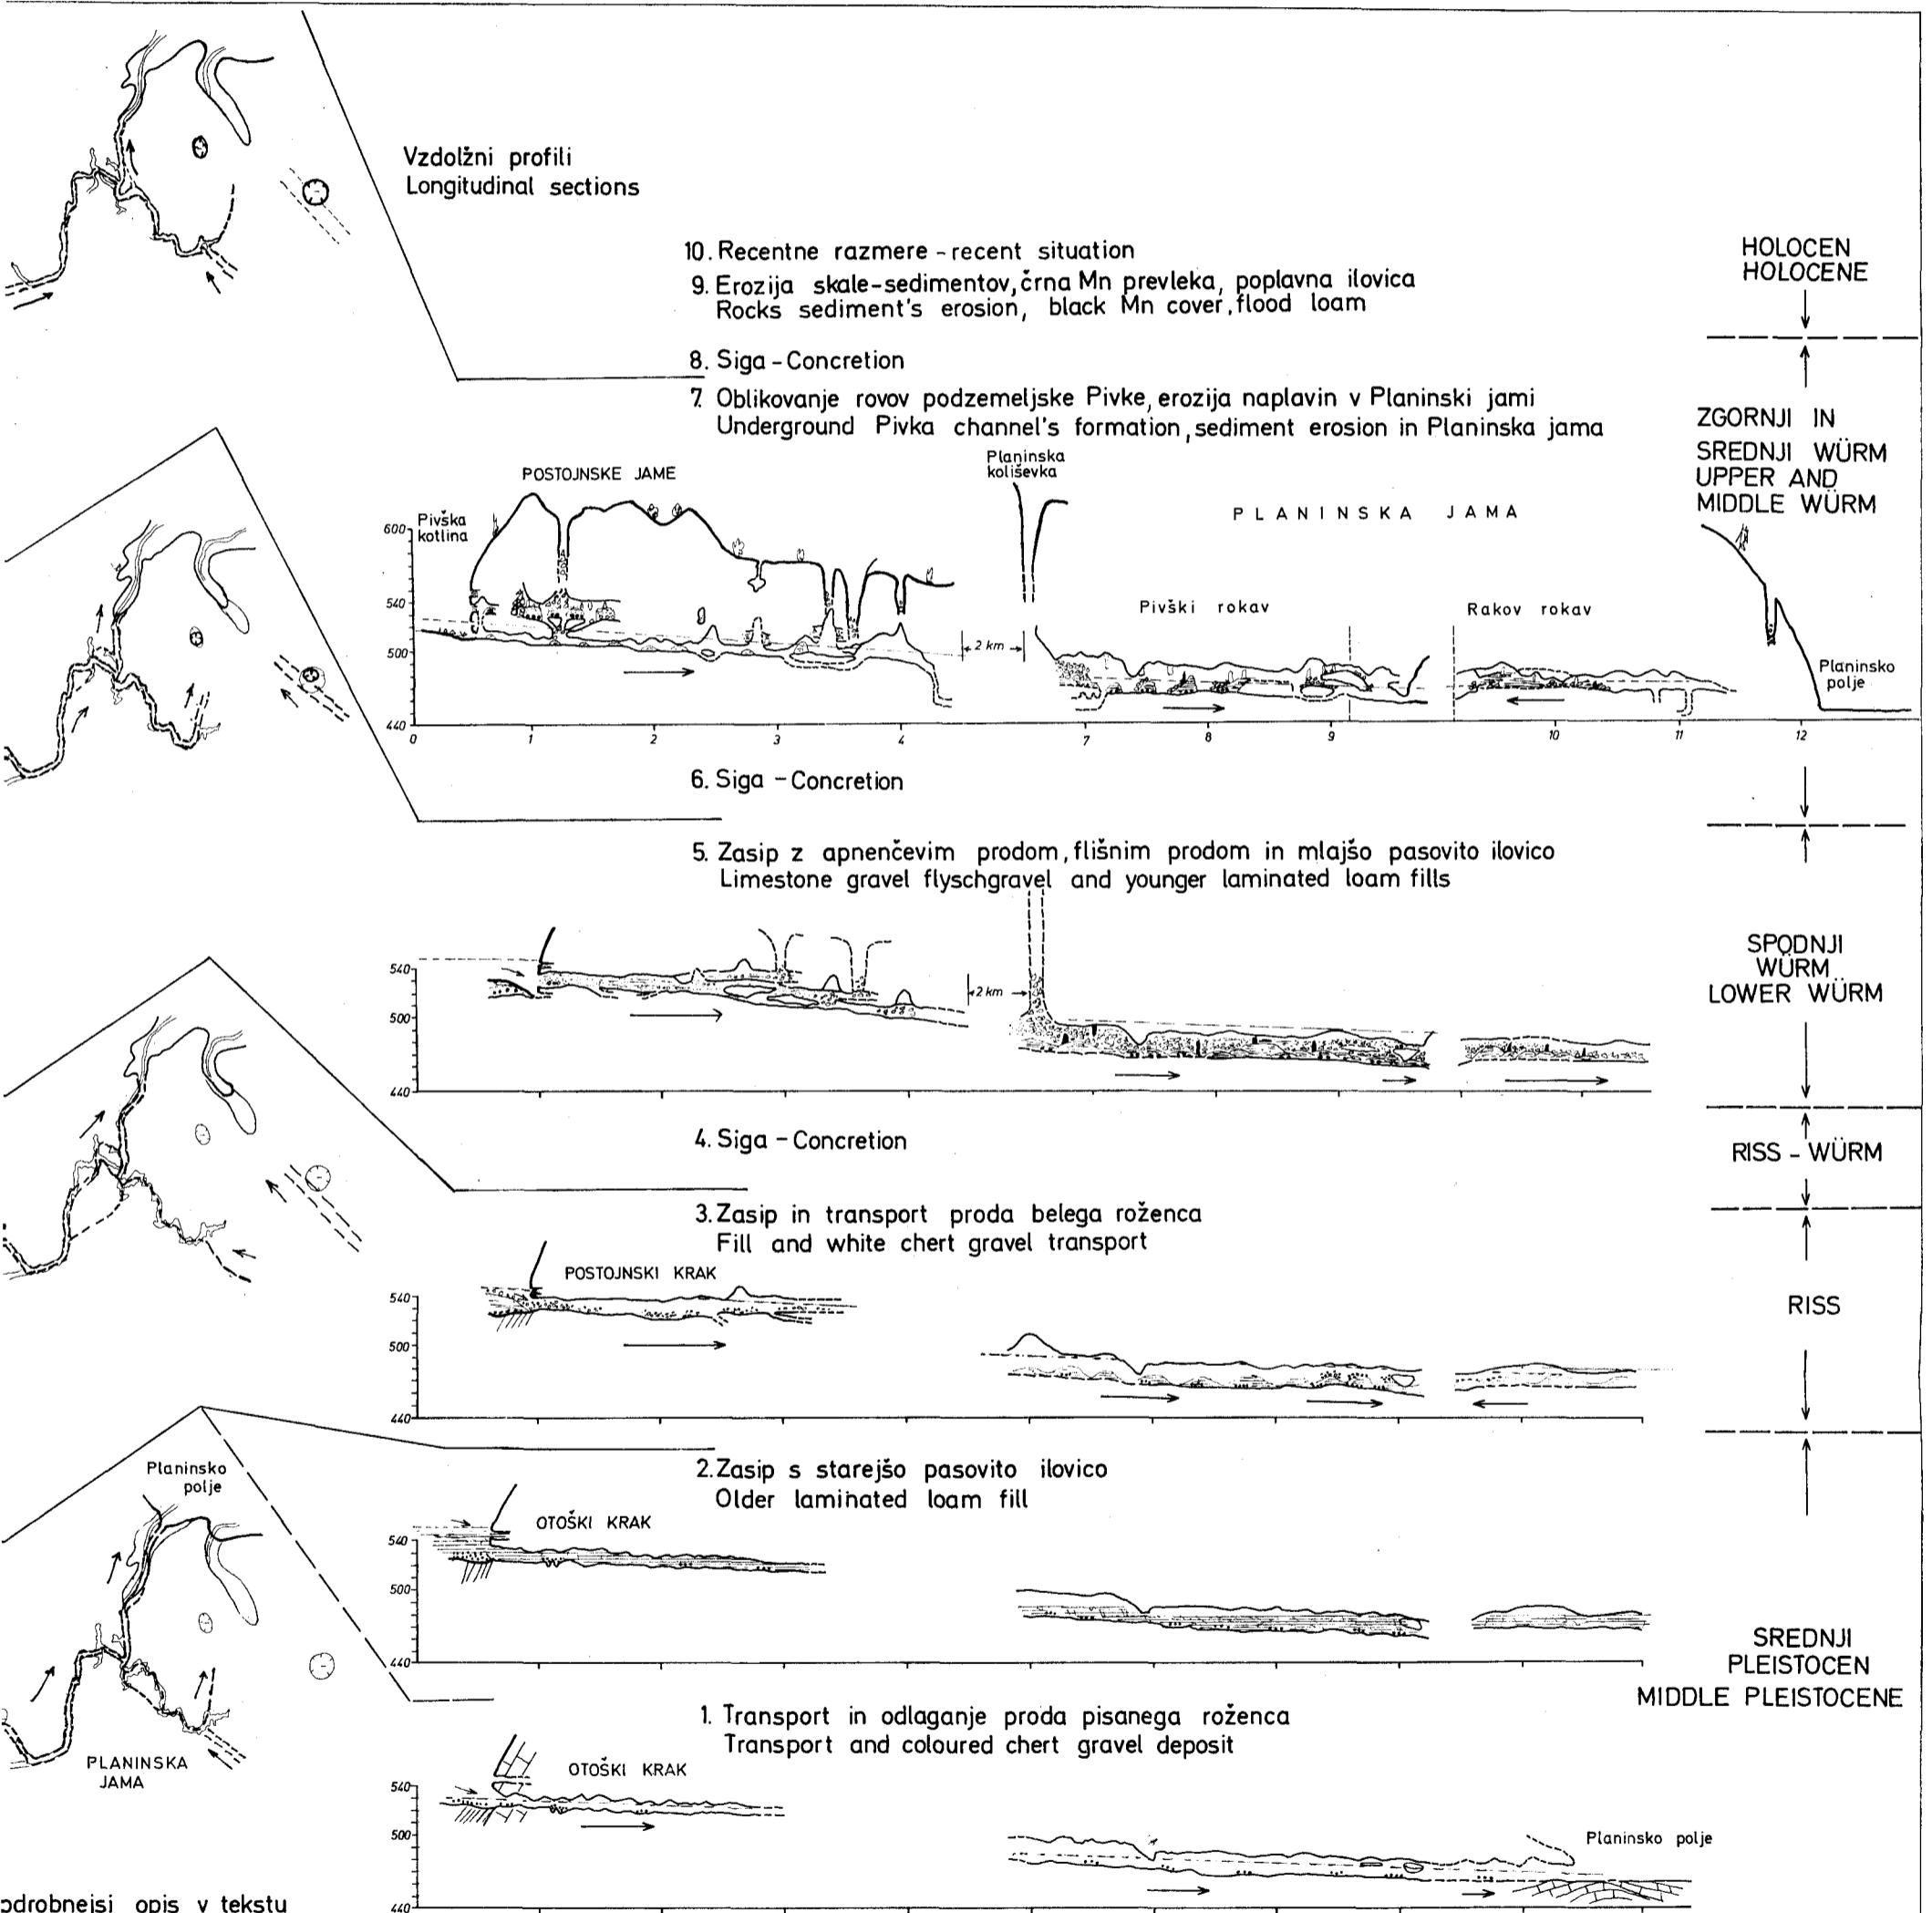 Vzdolžni profili
Longitudinal sections
10. Recentne razmere - recent situation
9. Erozija skale-sedimentov, črna Mn prevleka, poplavna ilovica
Rocks sediment's erosion, black Mn cover, flood loam
HOLOCEN
HOLOCENE
8. Siga - Concretion
7. Oblikovanje rovov podzemeljske Pivke, erozija naplavin v Planinski jami
Underground Pivka channel's formation, sediment erosion in Planinska jama
ZGORNJI IN
SREDNJI WÜRM
UPPER AND
MIDDLE WÜRM
POSTOJNSKE JAME
Planinska
koliševka
PLANINSKA JAMA
Pivška
kotlina
600
540
500
440
2 km
Pivški rokav
Rakov rokav
Planinsko
polje
0 1 2 3 4 7 8 9 10 11 12
6. Siga - Concretion
5. Zasip z apnenčevim prodom, flišnim prodom in mlajšo pasovito ilovico
Limestone gravel flyschgravel and younger laminated loam fills
540
500
440
2 km
SPODNJI
WÜRM
LOWER WÜRM
4. Siga - Concretion
RISS - WÜRM
3. Zasip in transport proda belega roženca
Fill and white chert gravel transport
POSTOJNSKI KRAK
540
500
440
RISS
2. Zasip s starejšo pasovito ilovico
Older laminated loam fill
OTOŠKI KRAK
540
500
440
Planinsko
polje
PLANINSKA
JAMA
SREDNJI
PLEISTOCEN
MIDDLE PLEISTOCENE
1. Transport in odlaganje proda pisanega roženca
Transport and coloured chert gravel deposit
OTOŠKI KRAK
540
500
440
Planinsko polje
odrobnejsi opis v tekstu